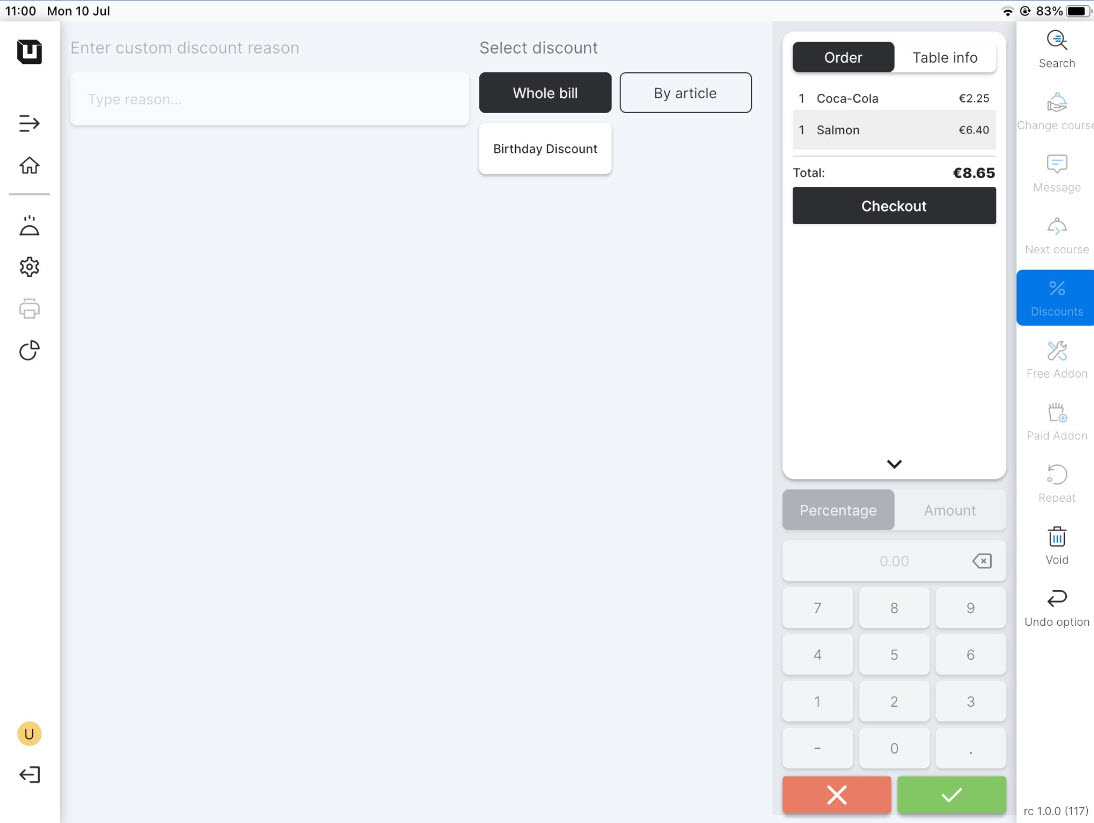 11:00 Mon 10 Jul 83%
Enter custom discount reason
Type reason...
Select discount
Whole bill By article
Birthday Discount
Order Table info
1 Coca-Cola €2.25
1 Salmon €6.40
Total: €8.65
Checkout
Percentage Amount
0.00
7 8 9
4 5 6
1 2 3
- 0 .
Search
Change course
Message
Next course
%
Discounts
Free Addon
Paid Addon
Repeat
Void
Undo option
U
rc 1.0.0 (117)